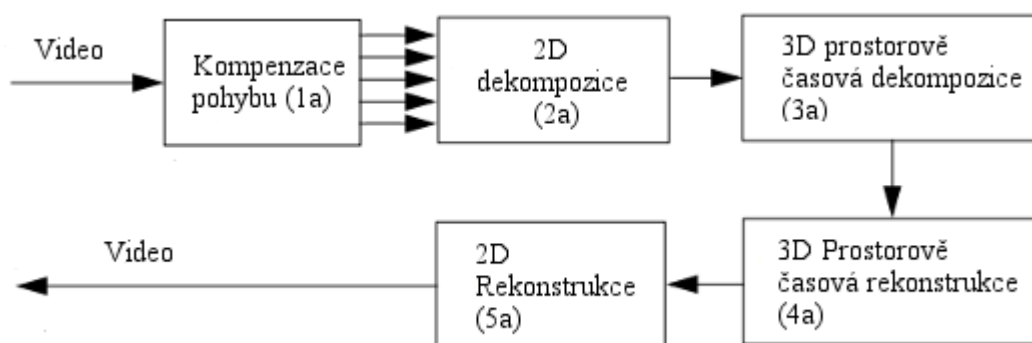 Video
Kompenzace
pohybu (1a)
2D
dekompozice
(2a)
3D prostorově
časová dekompozice
(3a)
Video
2D
Rekonstrukce
(5a)
3D Prostorově
časová rekonstrukce
(4a)